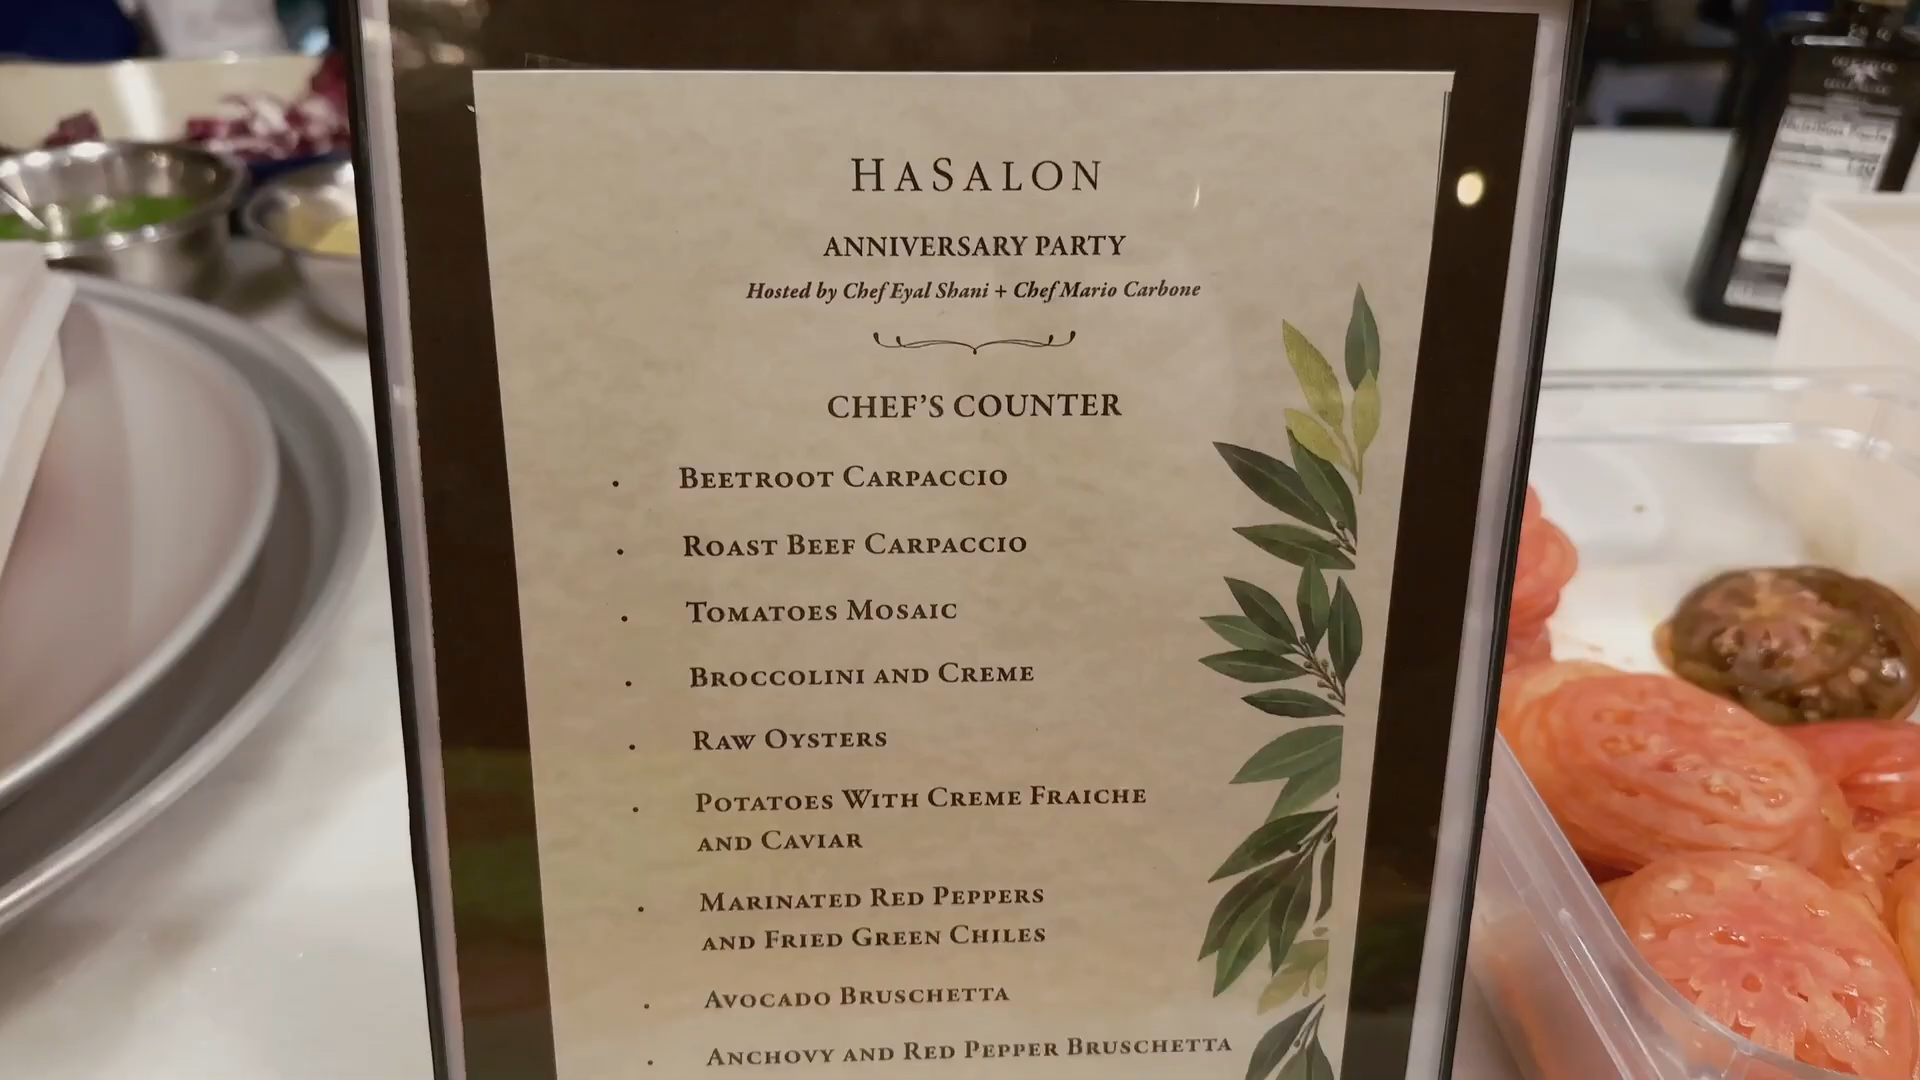 HASALON
ANNIVERSARY PARTY
Hosted by Chef Eyal Shani + Chef Mario Carbone
CHEF'S COUNTER
• BEETROOT CARPACCIO
• ROAST BEEF CARPACCIO
• TOMATOES MOSAIC
• BROCCOLINI AND CREME
• RAW OYSTERS
• POTATOES WITH CREME FRAICHE
AND CAVIAR
• MARINATED RED PEPPERS
AND FRIED GREEN CHILES
• AVOCADO BRUSCHETTA
• ANCHOVY AND RED PEPPER BRUSCHETTA
Nutrition Facts